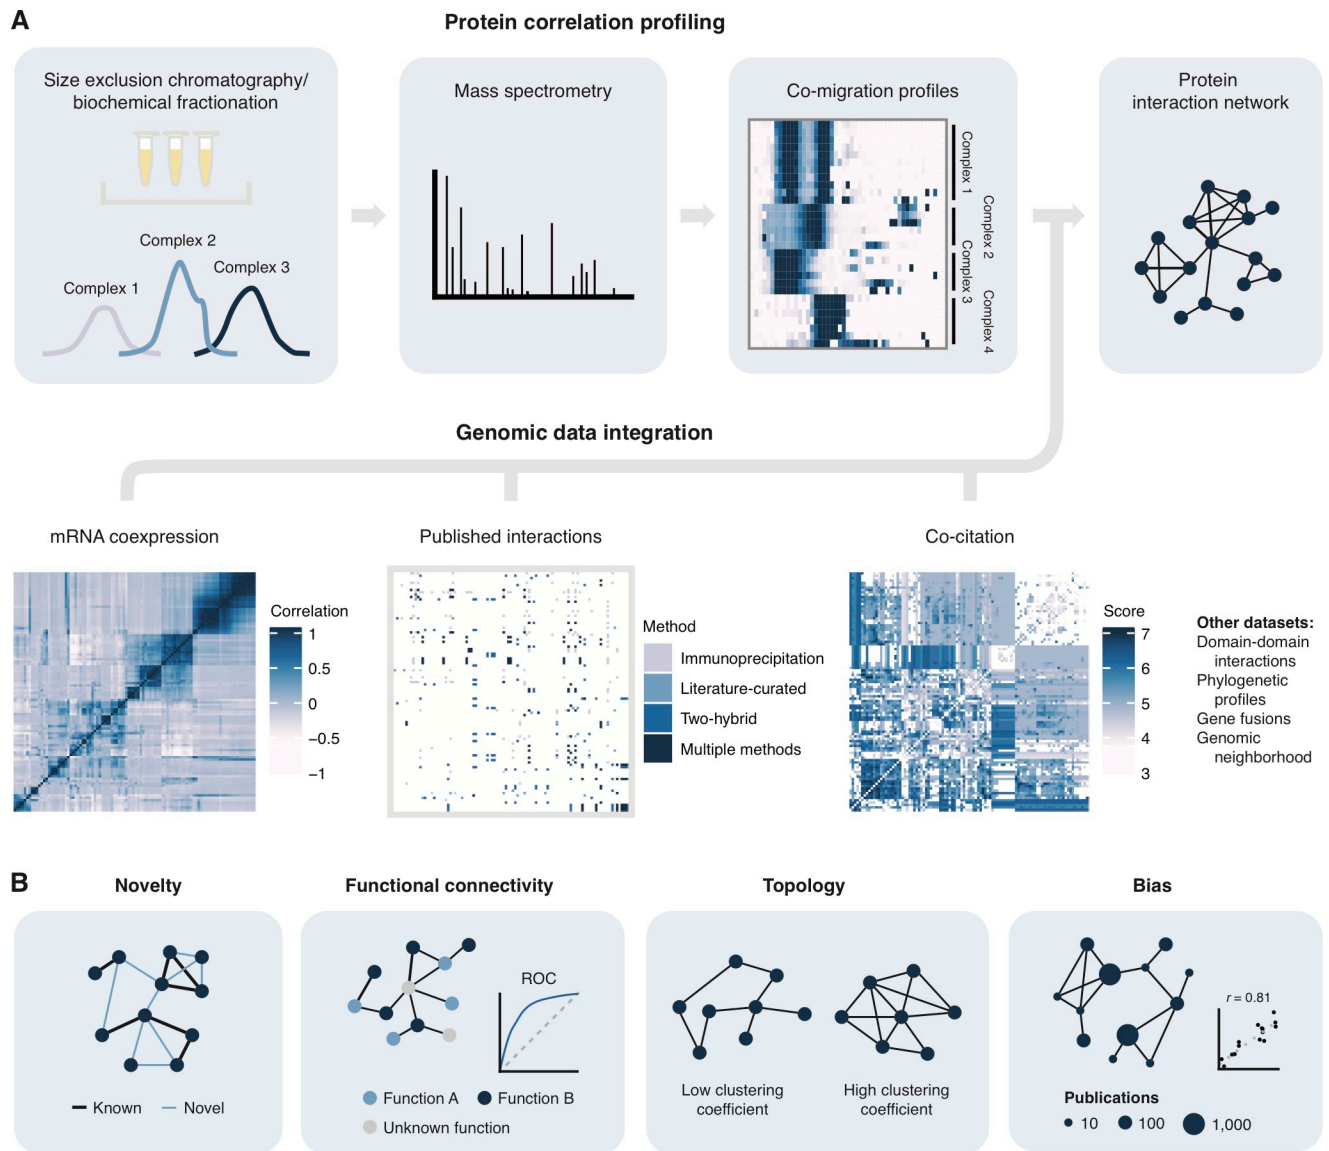 A
Protein correlation profiling
Size exclusion chromatography/
biochemical fractionation
Complex 1
Complex 2
Complex 3
Mass spectrometry
Co-migration profiles
Complex 1
Complex 2
Complex 3
Complex 4
Protein
interaction network
Genomic data integration
mRNA coexpression
Correlation
1
0.5
0
−0.5
−1
Published interactions
Method
Immunoprecipitation
Literature-curated
Two-hybrid
Multiple methods
Co-citation
Score
7
6
5
4
3
Other datasets:
Domain-domain
interactions
Phylogenetic
profiles
Gene fusions
Genomic
neighborhood
B
Novelty
Known
Novel
Functional connectivity
ROC
Function A
Function B
Unknown function
Topology
Low clustering
coefficient
High clustering
coefficient
Bias
r = 0.81
Publications
10
100
1,000